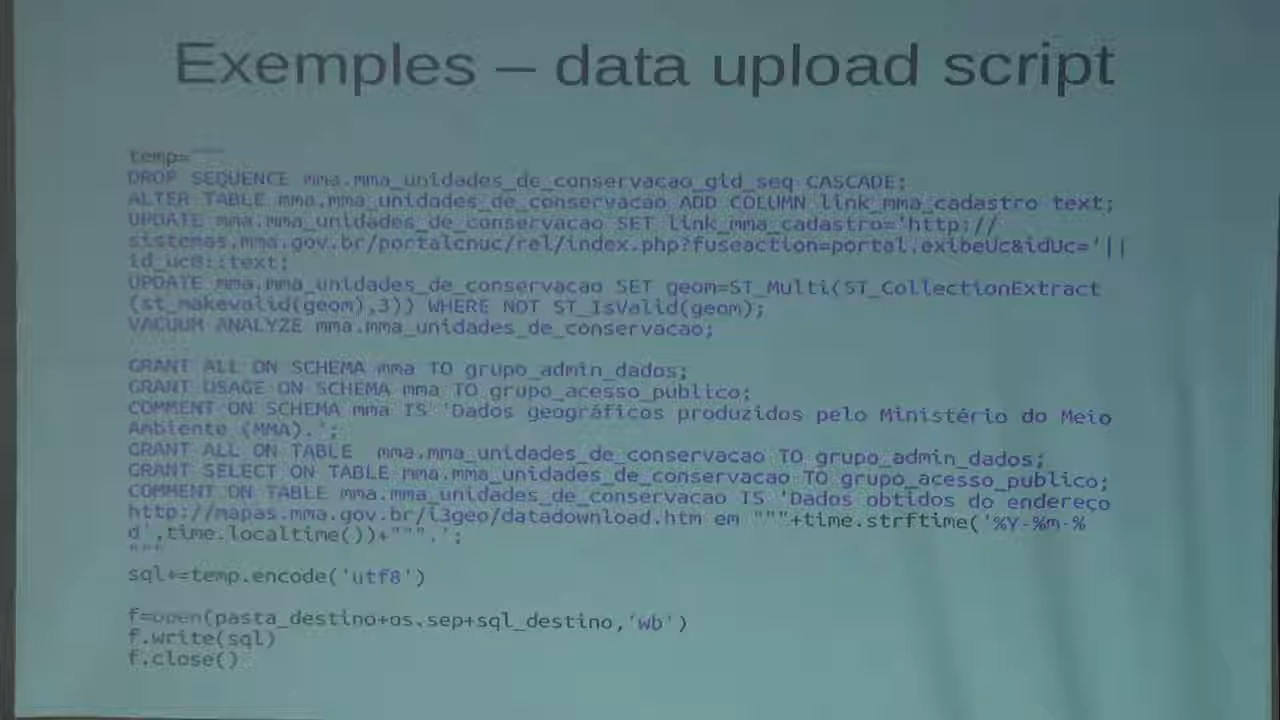 Exemples – data upload script
temp="""
DROP SEQUENCE mma.mma_unidades_de_conservacao_gid_seq CASCADE;
ALTER TABLE mma.mma_unidades_de_conservacao ADD COLUMN link_mma_cadastro text;
UPDATE mma.mma_unidades_de_conservacao SET link_mma_cadastro='http://
sistemas.mma.gov.br/portalcnuc/rel/index.php?fuseaction=portal.exibeUc&idUc='||
id_uc0::text;
UPDATE mma.mma_unidades_de_conservacao SET geom=ST_Multi(ST_CollectionExtract
(st_makevalid(geom),3)) WHERE NOT ST_IsValid(geom);
VACUUM ANALYZE mma.mma_unidades_de_conservacao;
GRANT ALL ON SCHEMA mma TO grupo_admin_dados;
GRANT USAGE ON SCHEMA mma TO grupo_acesso_publico;
COMMENT ON SCHEMA mma IS 'Dados geográficos produzidos pelo Ministério do Meio
Ambiente (MMA).';
GRANT ALL ON TABLE  mma.mma_unidades_de_conservacao TO grupo_admin_dados;
GRANT SELECT ON TABLE mma.mma_unidades_de_conservacao TO grupo_acesso_publico;
COMMENT ON TABLE mma.mma_unidades_de_conservacao IS 'Dados obtidos do endereço
http://mapas.mma.gov.br/i3geo/datadownload.htm em """+time.strftime('%Y-%m-%
d',time.localtime())+""".';
"""
sql+=temp.encode('utf8')
f=open(pasta_destino+os.sep+sql_destino,'wb')
f.write(sql)
f.close()